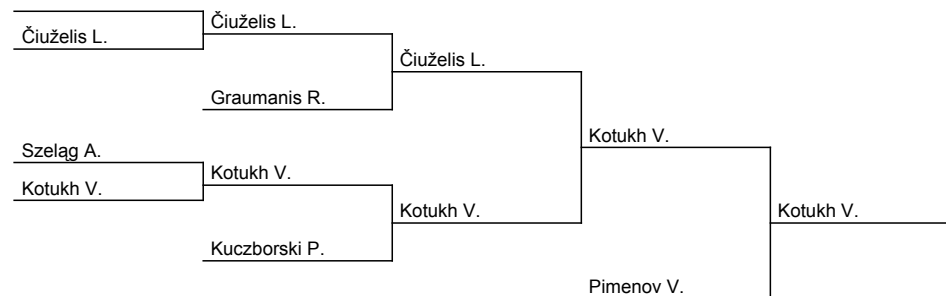 Čiuželis L.
Čiuželis L.
Čiuželis L.
Graumanis R.
Kotukh V.
Szeląg A.
Kotukh V.
Kotukh V.
Kotukh V.
Kotukh V.
Kuczborski P.
Pimenov V.